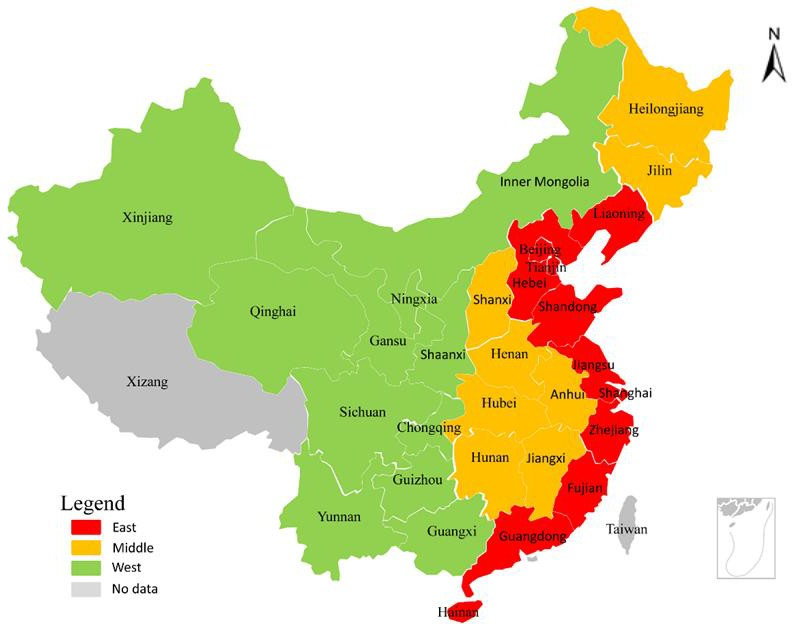 N
Heilongjiang
Jilin
Inner Mongolia
Liaoning
Xinjiang
Beijing
Tianjin
Hebei
Ningxia
Shanxi
Qinghai
Shandong
Gansu
Shaanxi
Henan
Jiangsu
Xizang
Anhui
Shanghai
Sichuan
Hubei
Chongqing
Zhejiang
Hunan
Jiangxi
Guizhou
Fujian
Legend
Yunnan
Guangxi
Guangdong
Taiwan
East
Middle
West
No data
Hainan